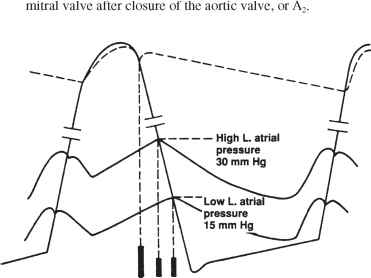 mitral valve after closure of the aortic valve, or A₂.
High L. atrial
pressure
30 mm Hg
Low L. atrial
pressure
15 mm Hg